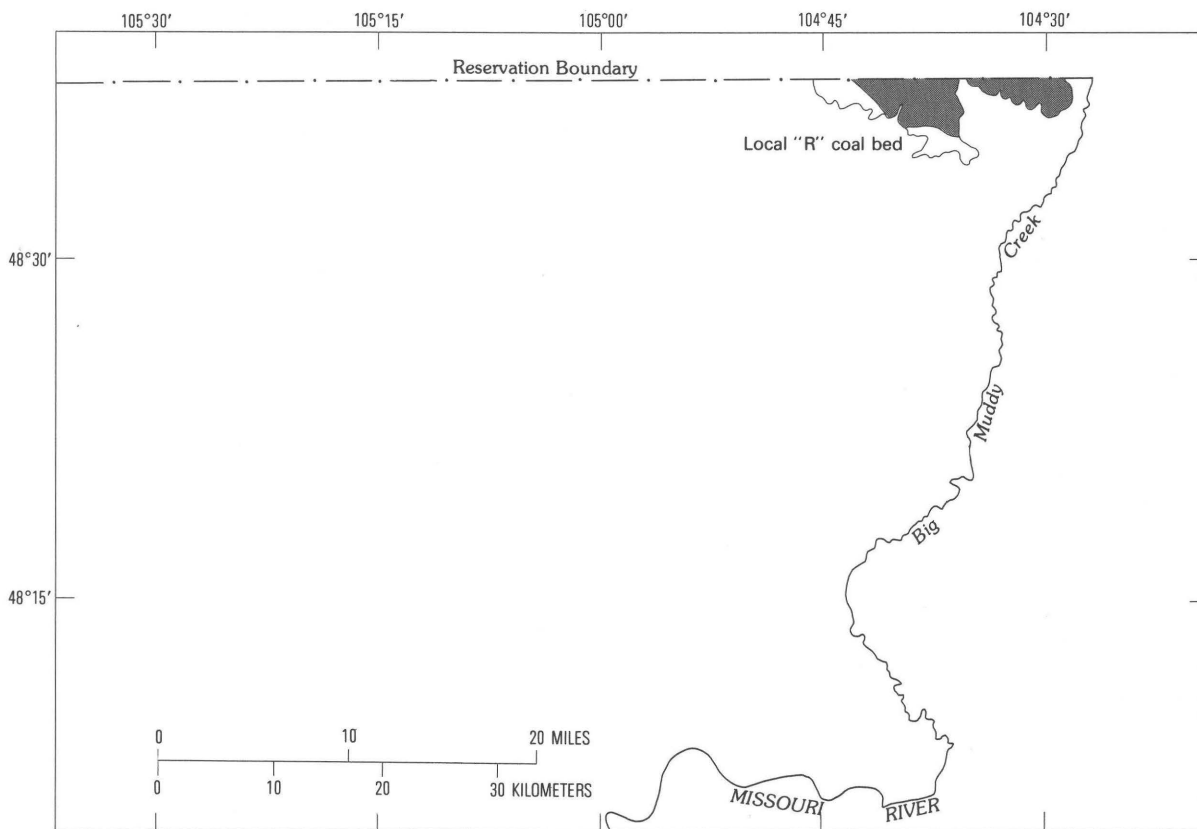 105°30′ 105°15′ 105°00′ 104°45′ 104°30′
Reservation Boundary
Local "R" coal bed
Creek
48°30′
Muddy
Big
48°15′
0 10 20 MILES
0 10 20 30 KILOMETERS
MISSOURI RIVER